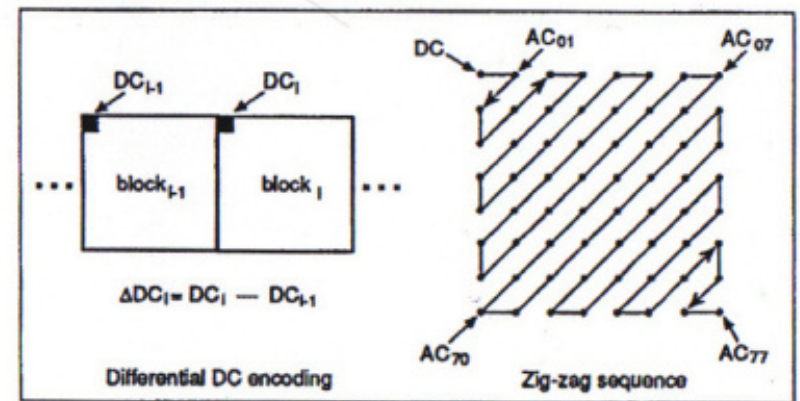 DC AC01 AC07
DCi-1 DCi
... blocki-1 blocki ...
ΔDCi = DCi — DCi-1
AC70 AC77
Differential DC encoding Zig-zag sequence